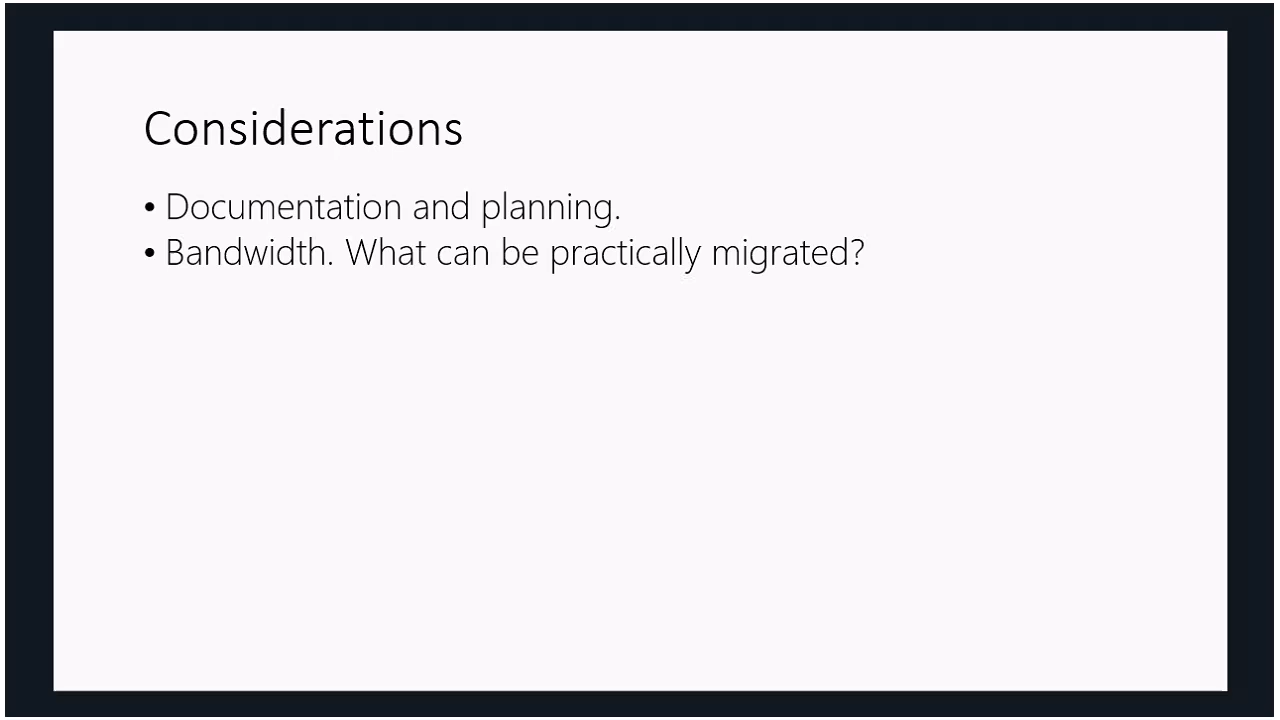 Considerations
• Documentation and planning.
• Bandwidth. What can be practically migrated?